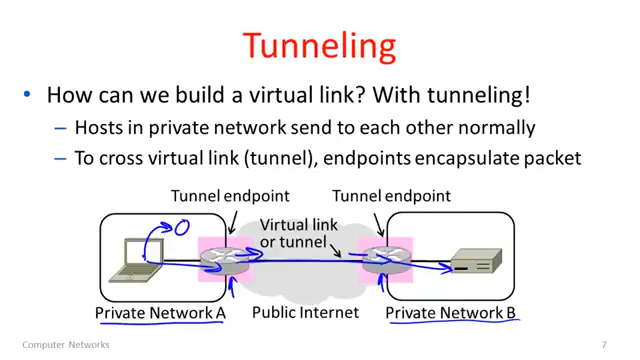 Tunneling
• How can we build a virtual link? With tunneling!
– Hosts in private network send to each other normally
– To cross virtual link (tunnel), endpoints encapsulate packet
Tunnel endpoint
Tunnel endpoint
Virtual link
or tunnel
Private Network A
Public Internet
Private Network B
Computer Networks
7